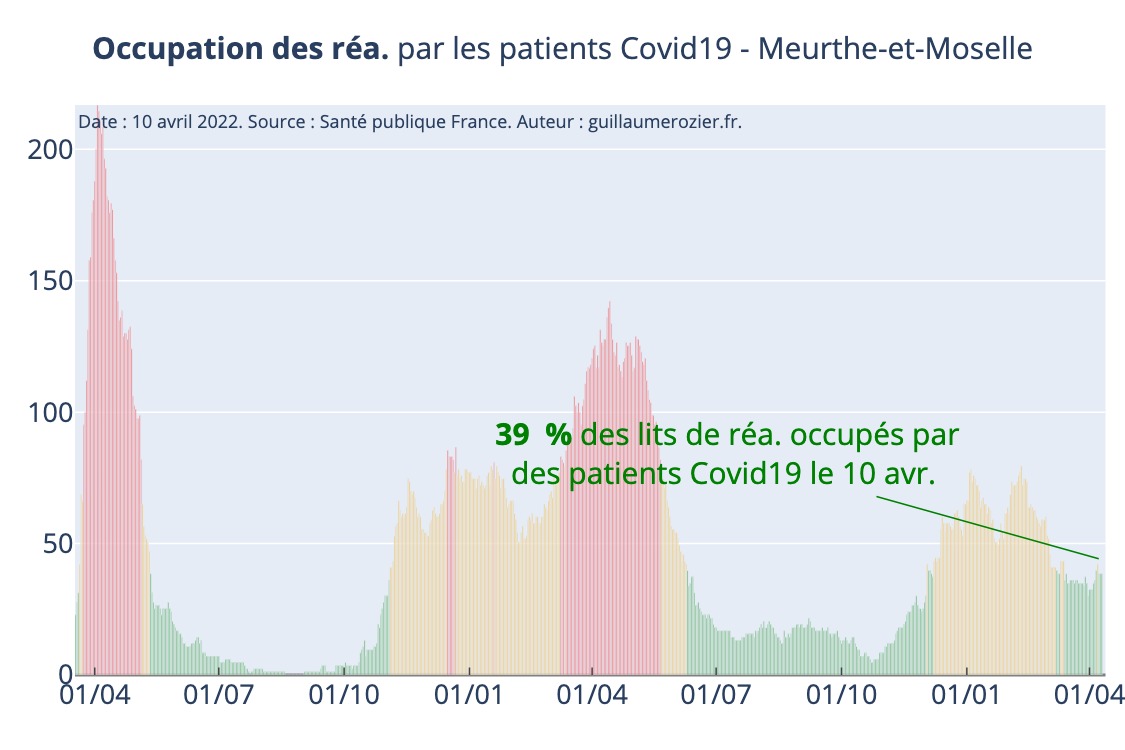 Occupation des réa. par les patients Covid19 - Meurthe-et-Moselle
Date : 10 avril 2022. Source : Santé publique France. Auteur : guillaumerozier.fr.
200
150
100
50
0
39 % des lits de réa. occupés par
des patients Covid19 le 10 avr.
01/04 01/07 01/10 01/01 01/04 01/07 01/10 01/01 01/04